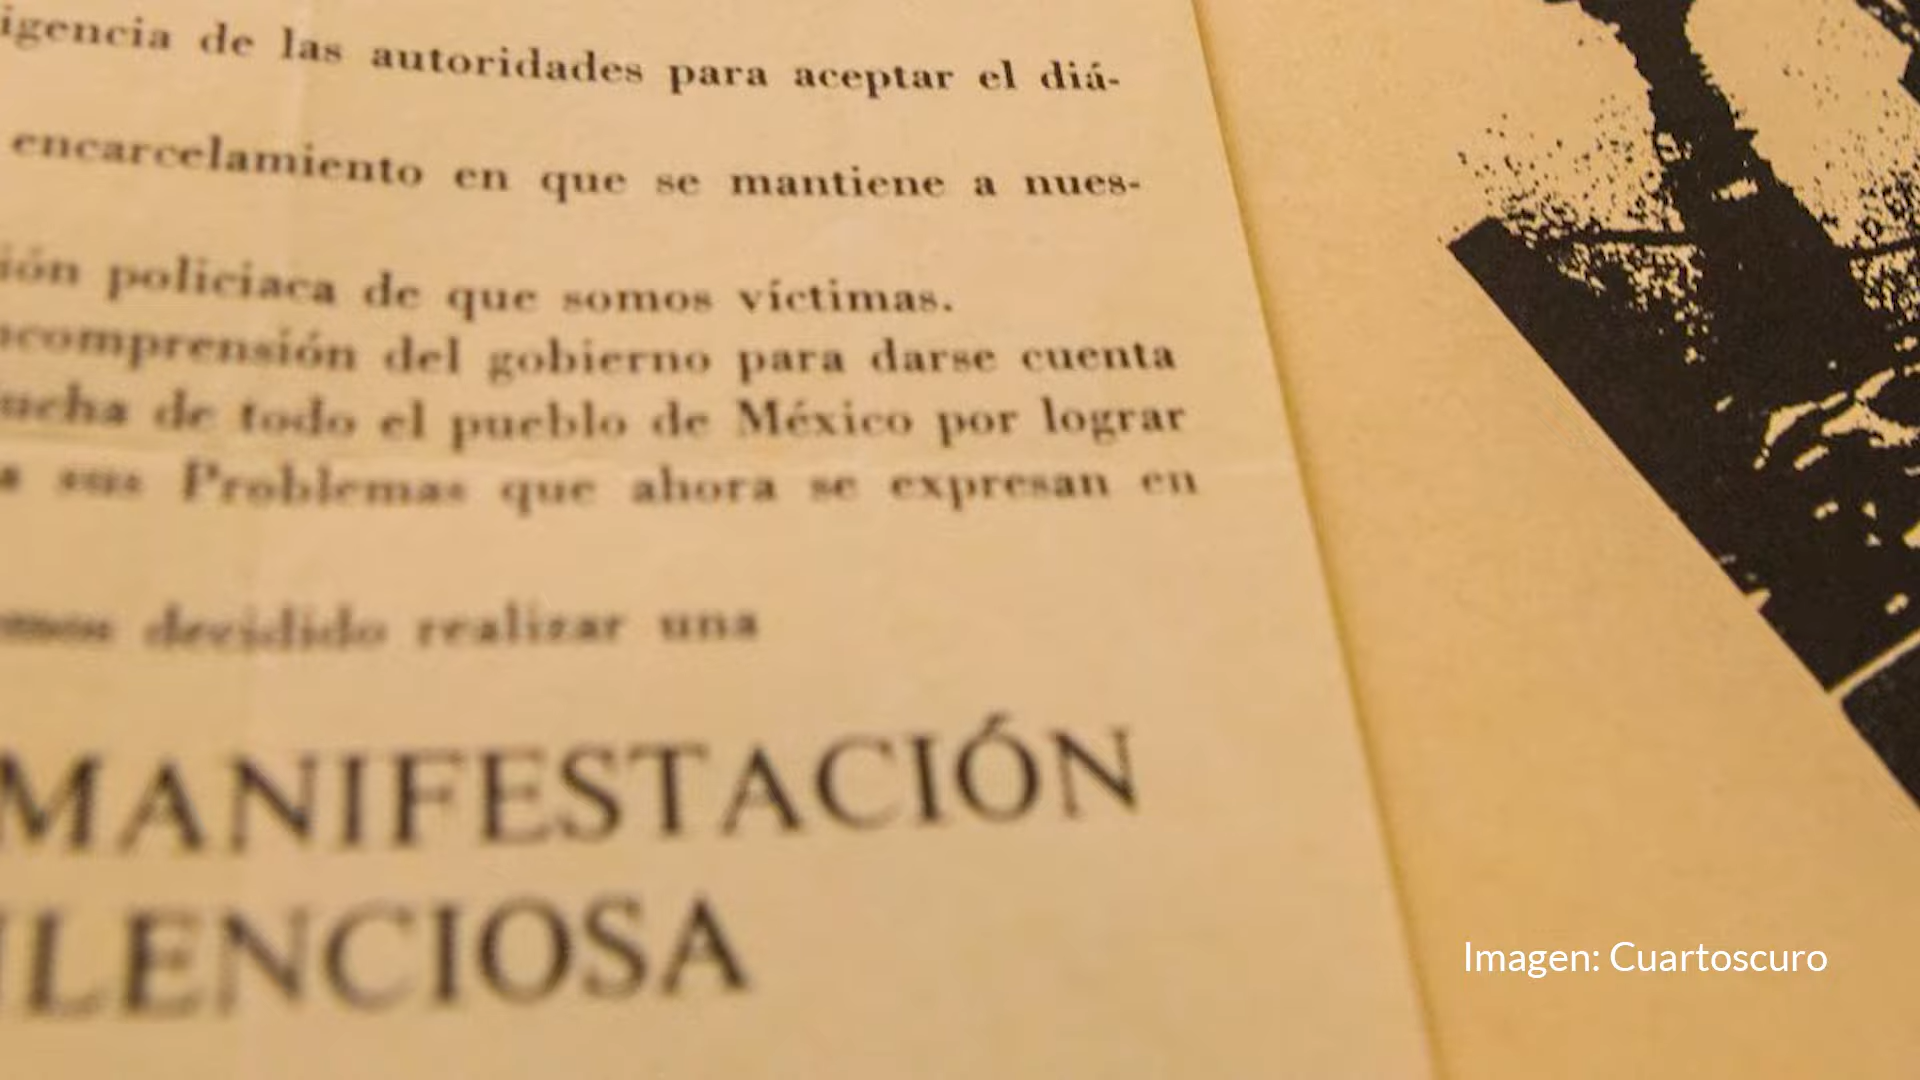 igencia de las autoridades para aceptar el diá-
encarcelamiento en que se mantiene a nues-
ión policiaca de que somos víctimas.
ncomprensión del gobierno para darse cuenta
ucha de todo el pueblo de México por lograr
a sus Problemas que ahora se expresan en
emos decidido realizar una
MANIFESTACIÓN
ILENCIOSA
Imagen: Cuartoscuro